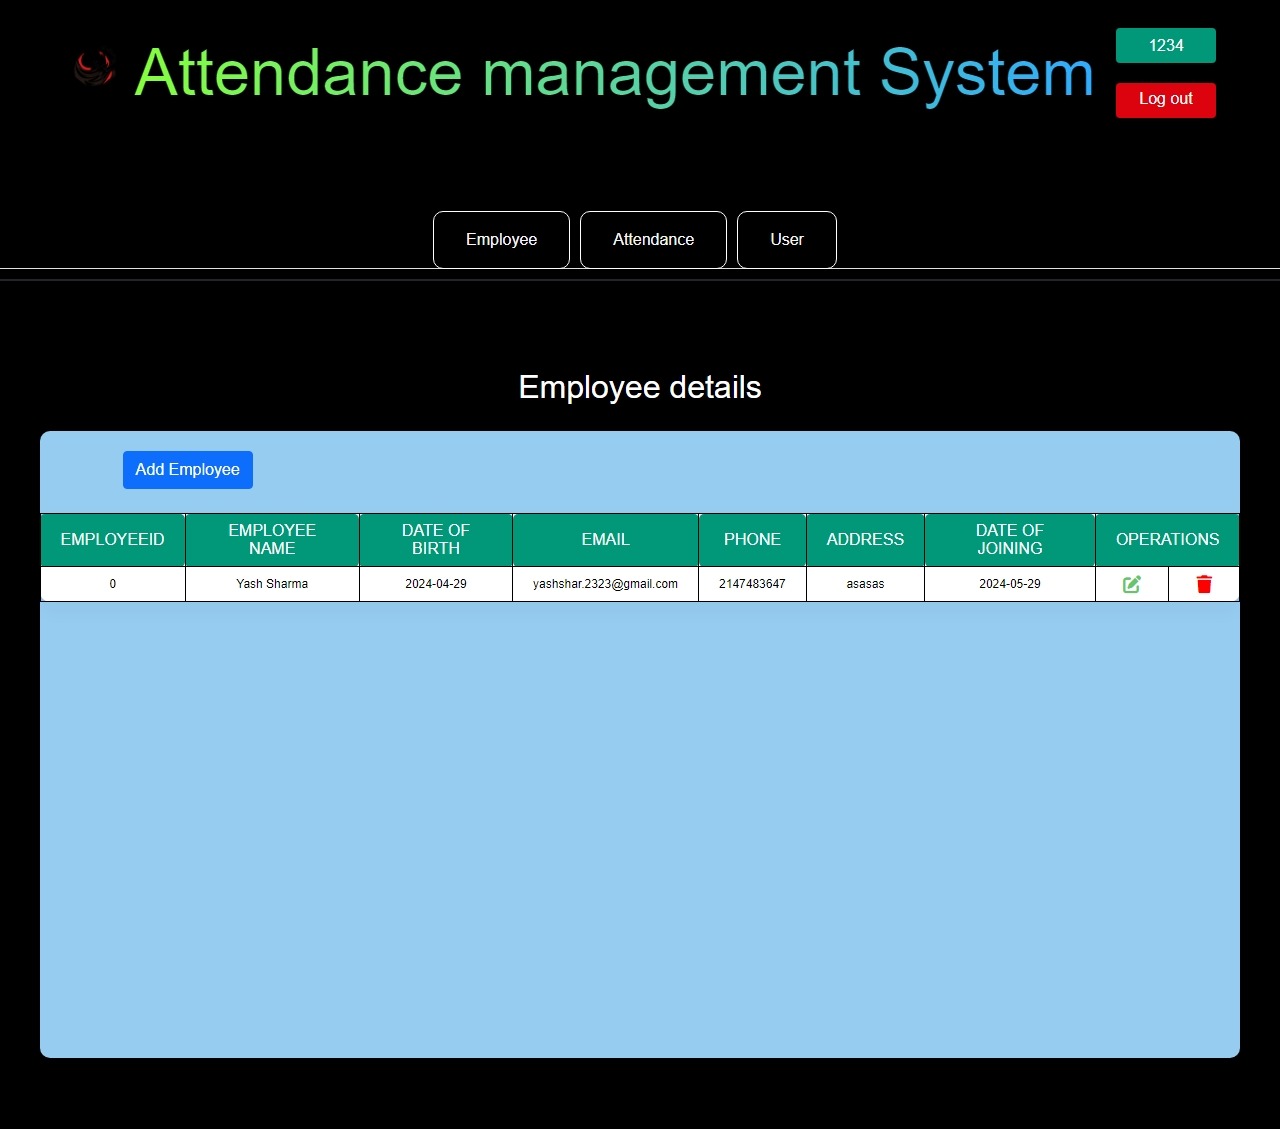 Attendance management System
1234
Log out
Employee
Attendance
User
Employee details
Add Employee
EMPLOYEEID
EMPLOYEE
NAME
DATE OF
BIRTH
EMAIL
PHONE
ADDRESS
DATE OF
JOINING
OPERATIONS
0
Yash Sharma
2024-04-29
yashshar.2323@gmail.com
2147483647
asasas
2024-05-29